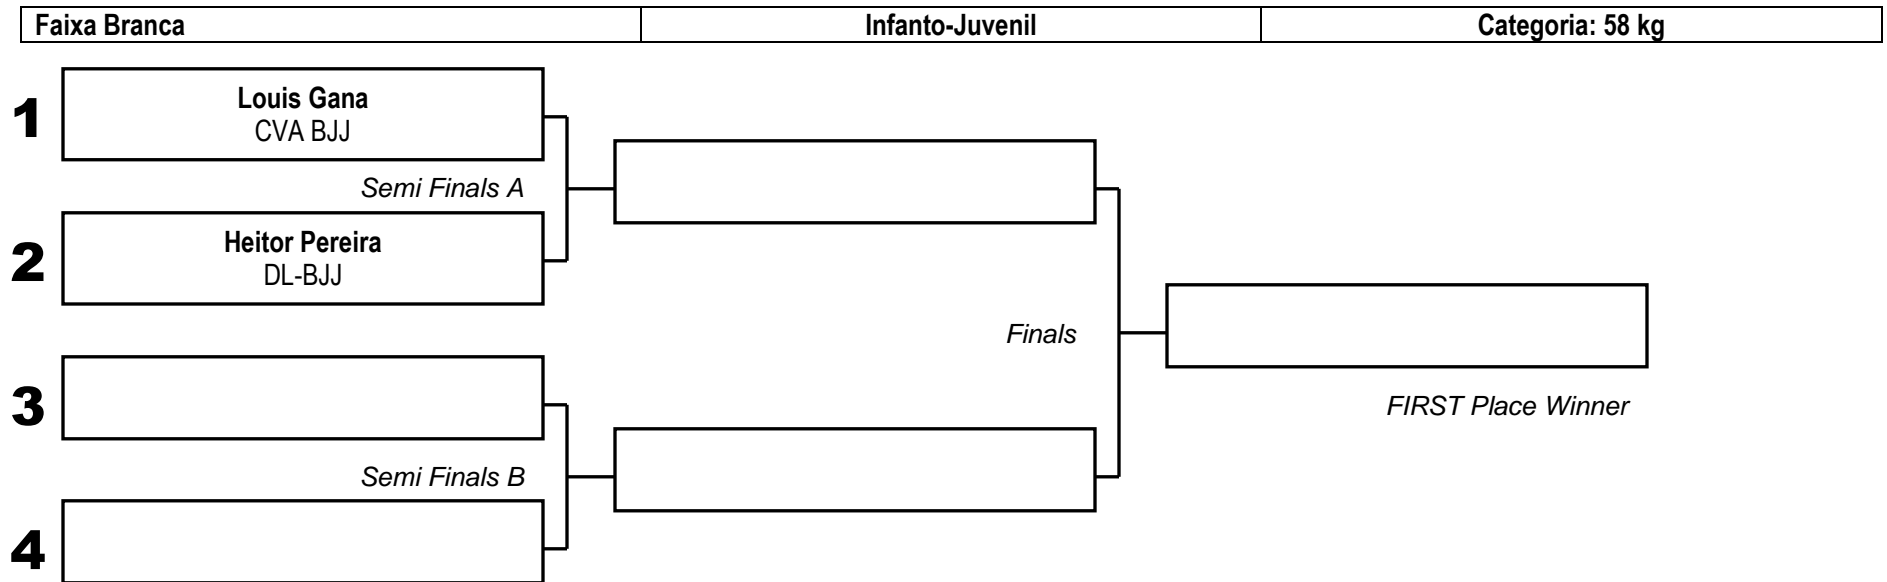 Faixa Branca
Infanto-Juvenil
Categoria: 58 kg
1
Louis Gana
CVA BJJ
Semi Finals A
2
Heitor Pereira
DL-BJJ
Finals
3
FIRST Place Winner
Semi Finals B
4